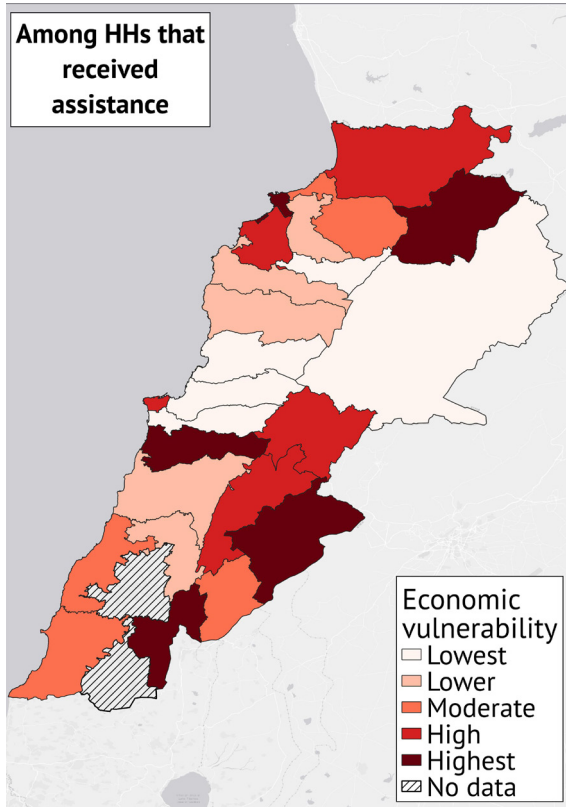 Among HHs that
received
assistance
Economic
vulnerability
Lowest
Lower
Moderate
High
Highest
No data